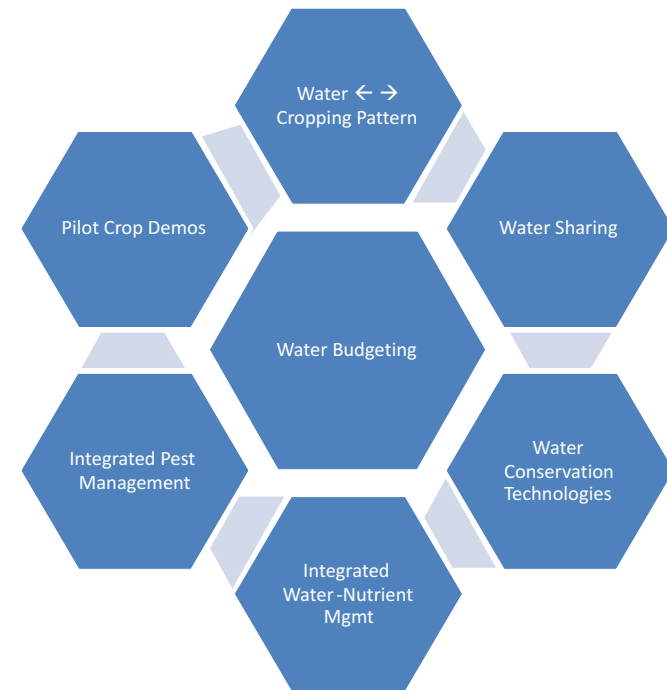 Water ← →
Cropping Pattern
Pilot Crop Demos
Water Sharing
Water Budgeting
Integrated Pest
Management
Water
Conservation
Technologies
Integrated
Water-Nutrient
Mgmt